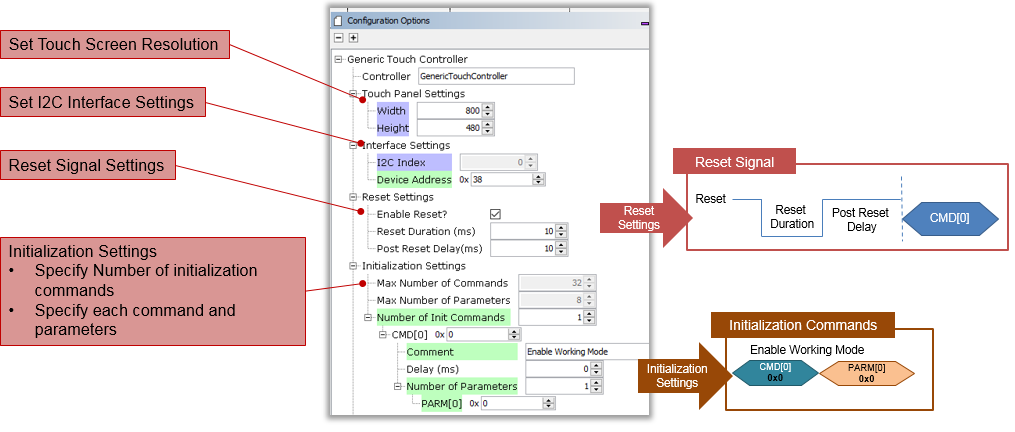 Set Touch Screen Resolution
Set I2C Interface Settings
Reset Signal Settings
Initialization Settings
• Specify Number of initialization
commands
• Specify each command and
parameters
Configuration Options
Generic Touch Controller
Controller GenericTouchController
Touch Panel Settings
Width 800
Height 480
Interface Settings
I2C Index 0
Device Address 0x 38
Reset Settings
Enable Reset?
Reset Duration (ms) 10
Post Reset Delay(ms) 10
Initialization Settings
Max Number of Commands 32
Max Number of Parameters 8
Number of Init Commands 1
CMD[0] 0x 0
Comment Enable Working Mode
Delay (ms) 0
Number of Parameters 1
PARM[0] 0x 0
Reset
Settings
Reset Signal
Reset
Reset
Duration
Post Reset
Delay
CMD[0]
Initialization
Settings
Initialization Commands
Enable Working Mode
CMD[0]
0x0
PARM[0]
0x0